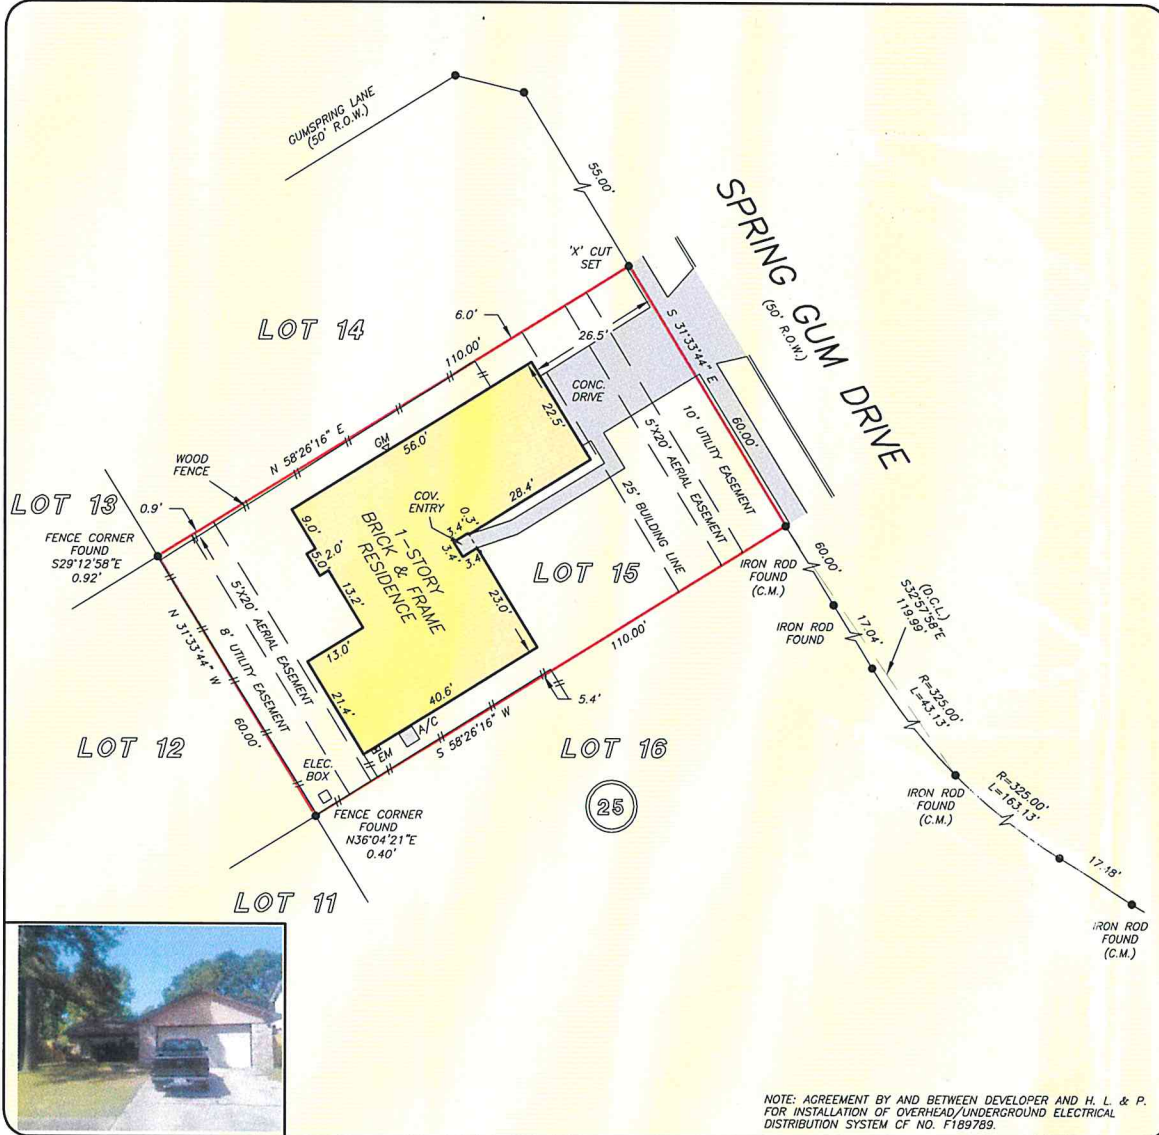 GUMSPRING LANE
(50' R.O.W.)
55.00'
SPRING GUM DRIVE
(50' R.O.W.)
'X' CUT
SET
LOT 14
6.0'
110.00'
26.5'
S 31°33'44" E
CONC.
DRIVE
22.5'
60.00'
10' UTILITY EASEMENT
5'X20' AERIAL EASEMENT
25' BUILDING LINE
GM
56.0'
N 58°26'16" E
WOOD
FENCE
LOT 13
0.9'
FENCE CORNER
FOUND
S29°12'58"E
0.92'
COV.
ENTRY
28.4'
0.3'
3.4'
3.4'
3.4'
9.0'
2.0'
5.0'
1-STORY
BRICK & FRAME
RESIDENCE
LOT 15
13.2'
23.0'
13.0'
21.4'
40.6'
5'X20' AERIAL EASEMENT
8' UTILITY EASEMENT
N 31°33'44" W
60.00'
110.00'
5.4'
A/C
EM
S 58°26'16" W
LOT 12
ELEC.
BOX
LOT 16
25
FENCE CORNER
FOUND
N36°04'21"E
0.40'
LOT 11
IRON ROD
FOUND
(C.M.)
60.00'
IRON ROD
FOUND
(D.C.L.)
S32°57'58"E
119.99'
17.04'
R=325.00'
L=43.13'
IRON ROD
FOUND
(C.M.)
R=325.00'
L=163.13'
17.18'
IRON ROD
FOUND
(C.M.)
NOTE: AGREEMENT BY AND BETWEEN DEVELOPER AND H. L. & P.
FOR INSTALLATION OF OVERHEAD/UNDERGROUND ELECTRICAL
DISTRIBUTION SYSTEM CF NO. F189789.